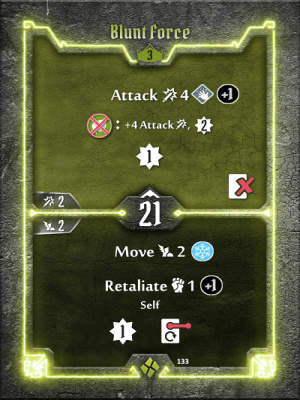 Blunt Force
3
Attack 4 +1
: +4 Attack , 2
1
2
21
2
Move 2
Retaliate 1 +1
Self
1
133